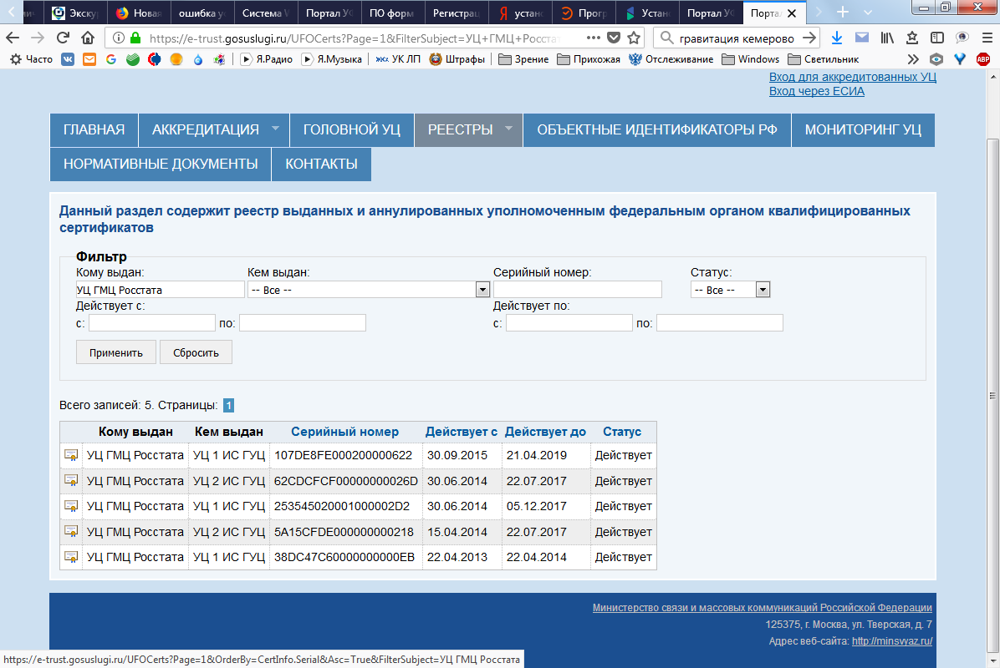 Экску Новая ошибка ус Система W Портал УФ ПО форм Регистрац устано Прогр Устано Портал УФ Портал
https://e-trust.gosuslugi.ru/UFOCerts?Page=1&FilterSubject=УЦ+ГМЦ+Росста гравитация кемерово
Часто Я.Радио Я.Музыка УК ЛП Штрафы Зрение Прихожая Отслеживание Windows Светильник ABP
Вход для аккредитованных УЦ
Вход через ЕСИА
ГЛАВНАЯ АККРЕДИТАЦИЯ ГОЛОВНОЙ УЦ РЕЕСТРЫ ОБЪЕКТНЫЕ ИДЕНТИФИКАТОРЫ РФ МОНИТОРИНГ УЦ
НОРМАТИВНЫЕ ДОКУМЕНТЫ КОНТАКТЫ
Данный раздел содержит реестр выданных и аннулированных уполномоченным федеральным органом квалифицированных
сертификатов
Фильтр
Кому выдан: Кем выдан: Серийный номер: Статус:
УЦ ГМЦ Росстата -- Все -- -- Все --
Действует с: Действует по:
с: по: с: по:
Применить Сбросить
Всего записей: 5. Страницы: 1
Кому выдан Кем выдан Серийный номер Действует с Действует до Статус
УЦ ГМЦ Росстата УЦ 1 ИС ГУЦ 107DE8FE000200000622 30.09.2015 21.04.2019 Действует
УЦ ГМЦ Росстата УЦ 2 ИС ГУЦ 62CDCFCF00000000026D 30.06.2014 22.07.2017 Действует
УЦ ГМЦ Росстата УЦ 1 ИС ГУЦ 253545020001000002D2 30.06.2014 05.12.2017 Действует
УЦ ГМЦ Росстата УЦ 2 ИС ГУЦ 5A15CFDE000000000218 15.04.2014 22.07.2017 Действует
УЦ ГМЦ Росстата УЦ 1 ИС ГУЦ 38DC47C60000000000EB 22.04.2013 22.04.2014 Действует
Министерство связи и массовых коммуникаций Российской Федерации
125375, г. Москва, ул. Тверская, д. 7
Адрес веб-сайта: http://minsvyaz.ru/
https://e-trust.gosuslugi.ru/UFOCerts?Page=1&OrderBy=CertInfo.Serial&Asc=True&FilterSubject=УЦ ГМЦ Росстата